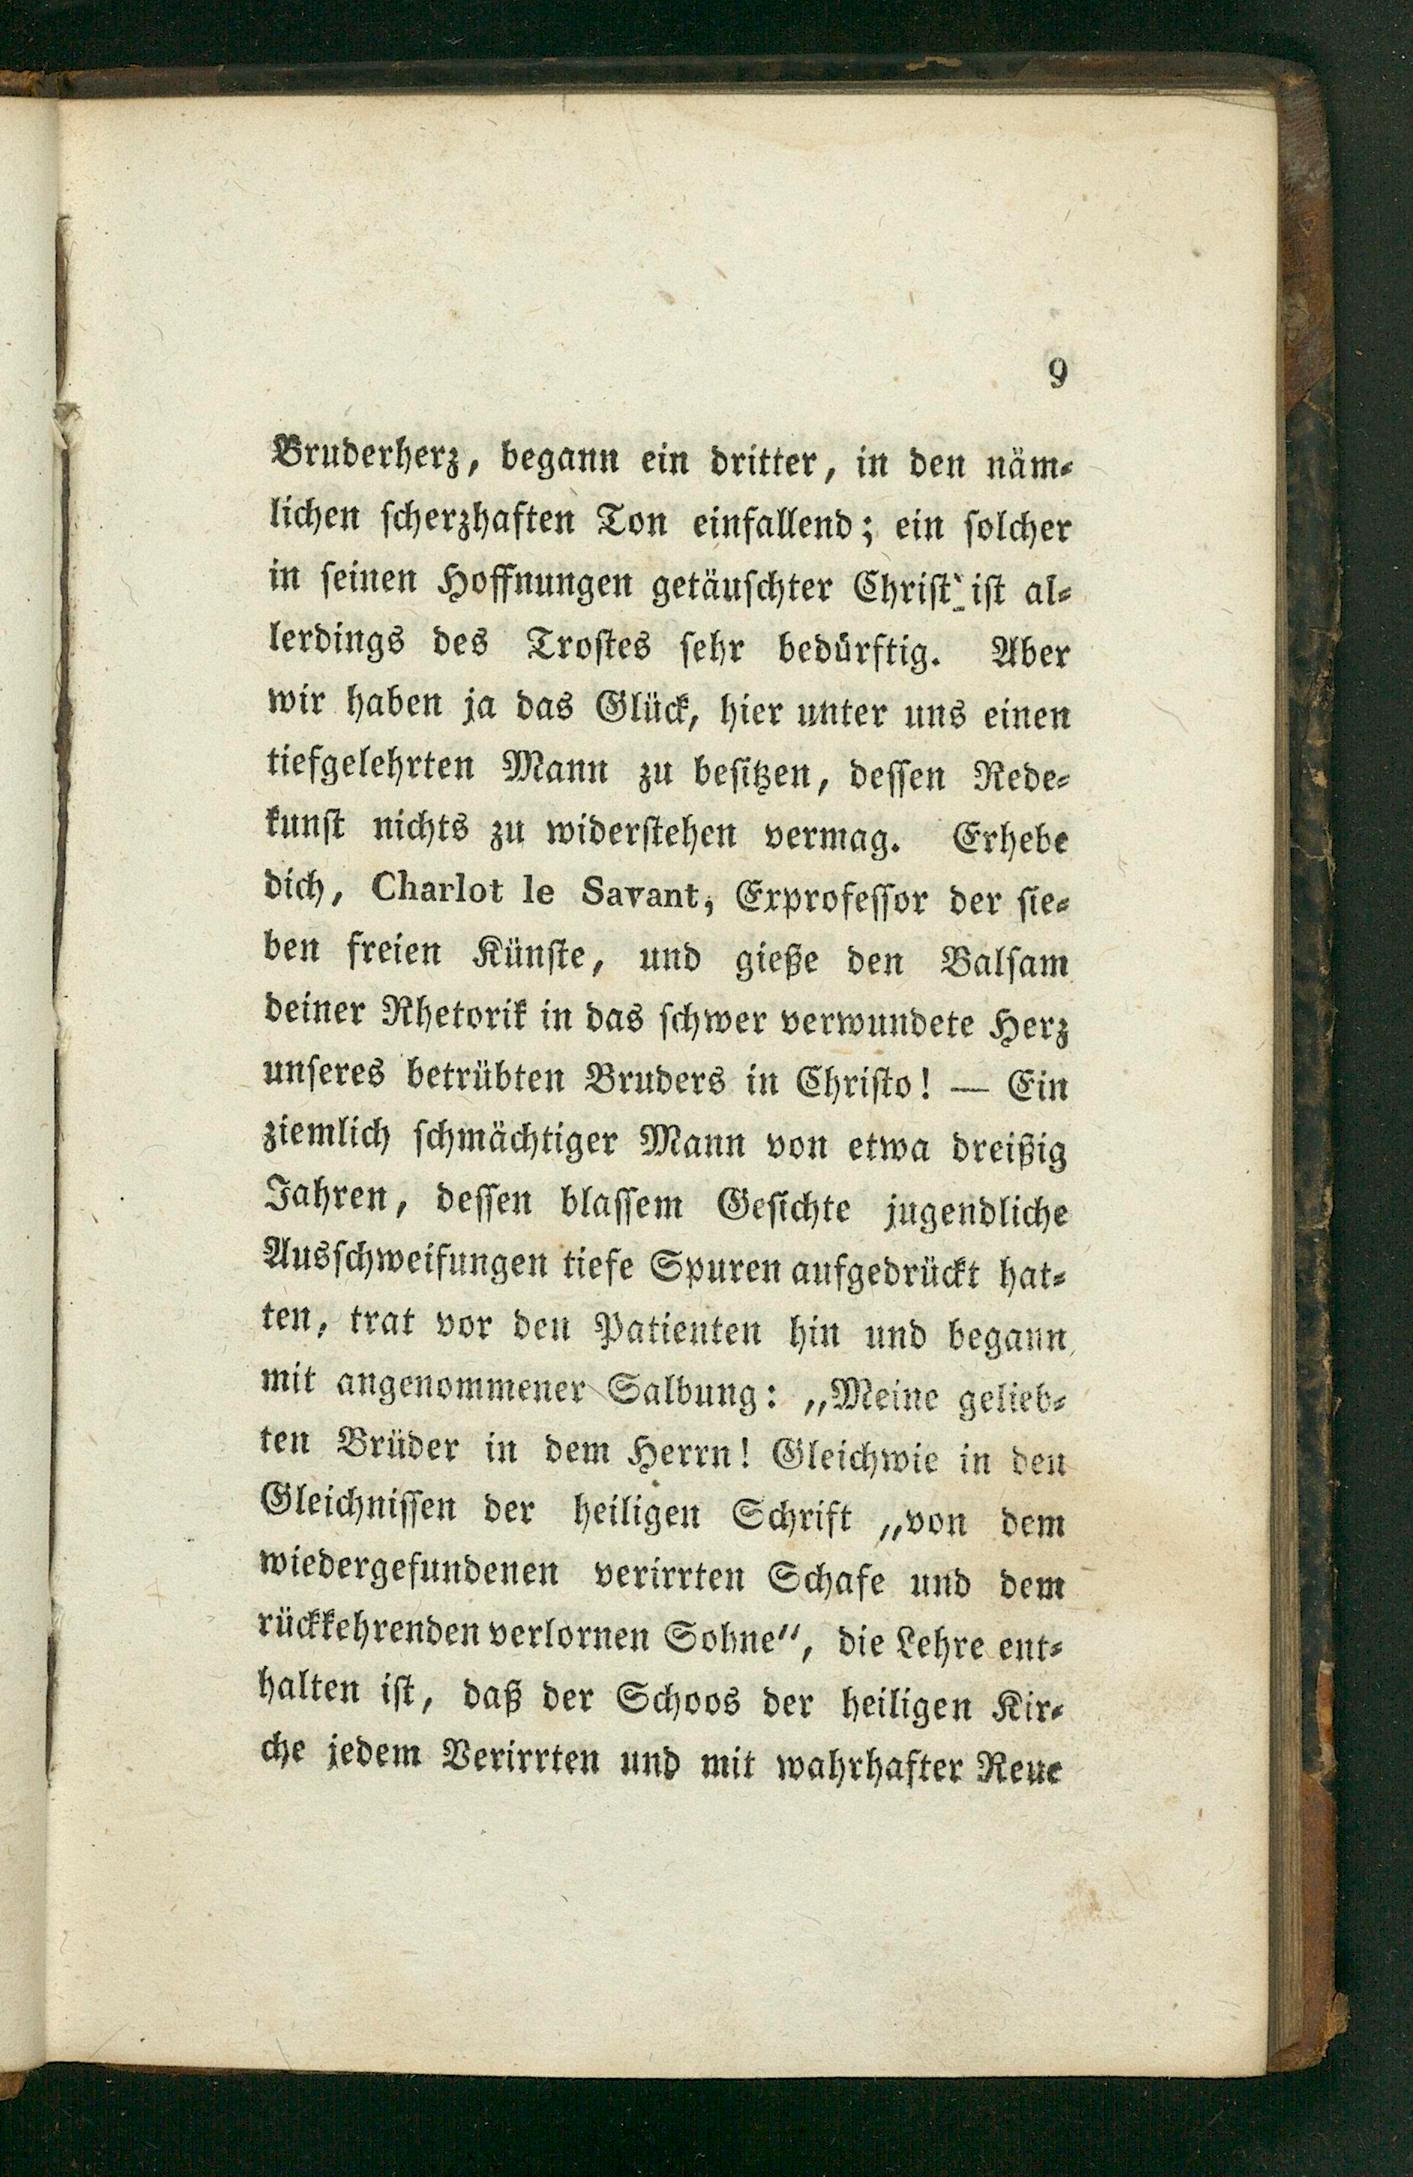 9
Bruderherz, begann ein dritter, in den näm⸗
lichen scherzhaften Ton einfallend; ein solcher
in seinen Hoffnungen getäuschter Christ ist al⸗
lerdings des Trostes sehr bedürftig. Aber
wir haben ja das Glück, hier unter uns einen
tiefgelehrten Mann zu besitzen, dessen Rede⸗
kunst nichts zu widerstehen vermag. Erhebe
dich, Charlot le Savant, Exprofessor der sie⸗
ben freien Künste, und gieße den Balsam
deiner Rhetorik in das schwer verwundete Herz
unseres betrübten Bruders in Christo! — Ein
ziemlich schmächtiger Mann von etwa dreißig
Jahren, dessen blassem Gesichte jugendliche
Ausschweifungen tiefe Spuren aufgedrückt hat⸗
ten, trat vor den Patienten hin und begann
mit angenommener Salbung: „Meine gelieb⸗
ten Brüder in dem Herrn! Gleichwie in den
Gleichnissen der heiligen Schrift „von dem
wiedergefundenen verirrten Schafe und dem
rückkehrenden verlornen Sohne“, die Lehre ent⸗
halten ist, daß der Schoos der heiligen Kir⸗
che jedem Verirrten und mit wahrhafter Reue